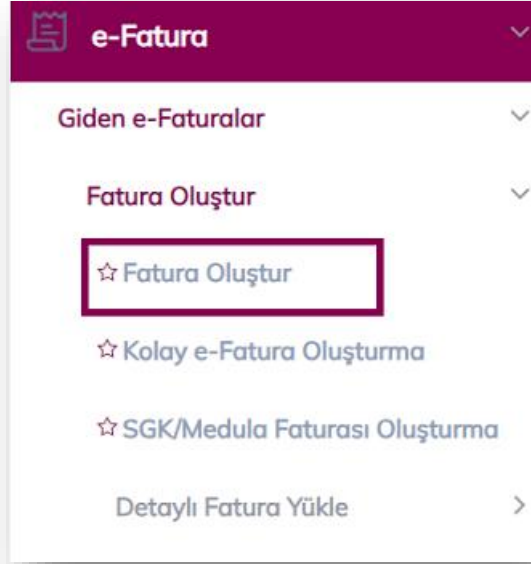 e-Fatura
Giden e-Faturalar
Fatura Oluştur
Fatura Oluştur
Kolay e-Fatura Oluşturma
SGK/Medula Faturası Oluşturma
Detaylı Fatura Yükle